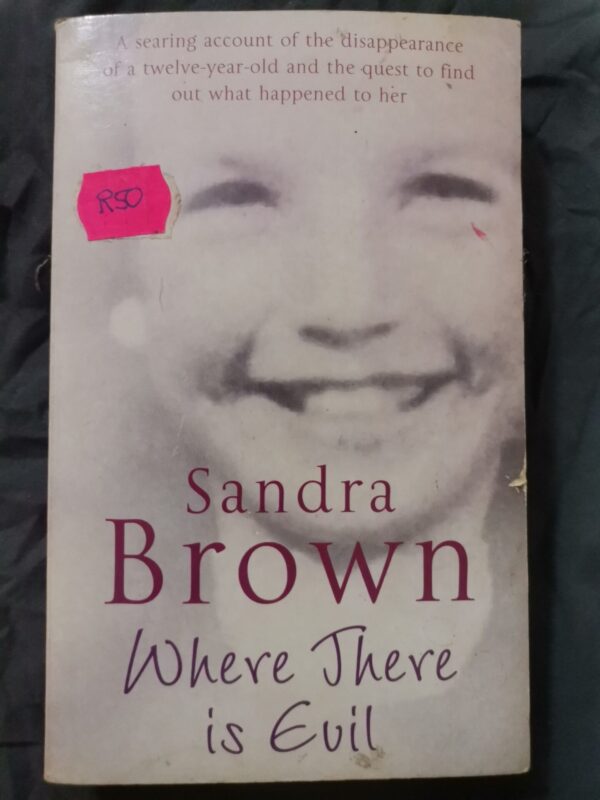 A searing account of the disappearance
of a twelve-year-old and the quest to find
out what happened to her
R50
Sandra
Brown
Where There
is Evil